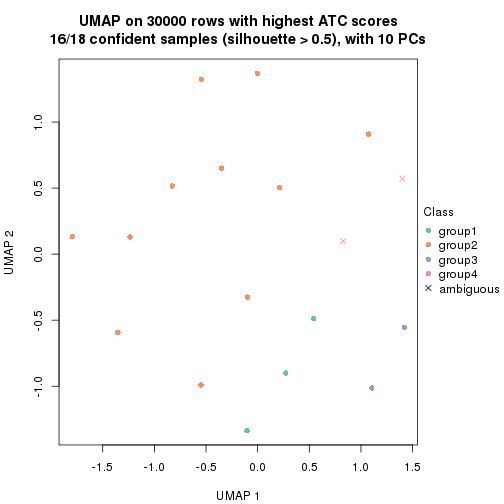 UMAP on 30000 rows with highest ATC scores
16/18 confident samples (silhouette > 0.5), with 10 PCs
UMAP 2
1.0
0.5
0.0
-0.5
-1.0
-1.5
-1.0
-0.5
0.0
0.5
1.0
1.5
UMAP 1
Class
group1
group2
group3
group4
ambiguous